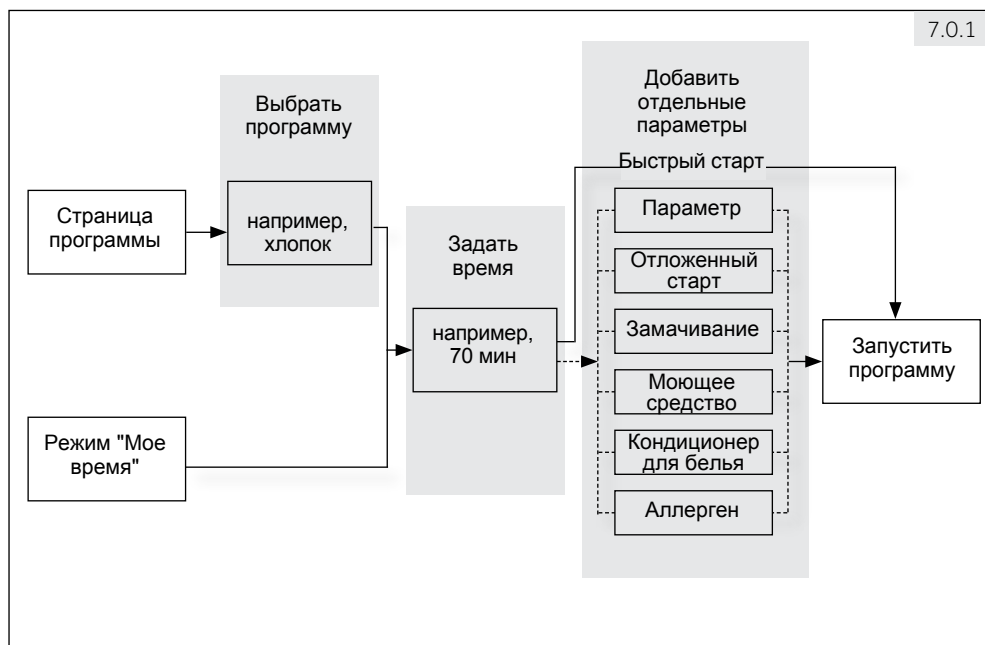 7.0.1
Выбрать
программу
Добавить
отдельные
параметры
Быстрый старт
Страница
программы
например,
хлопок
Задать
время
например,
70 мин
Параметр
Отложенный
старт
Замачивание
Моющее
средство
Кондиционер
для белья
Аллерген
Запустить
программу
Режим "Мое
время"